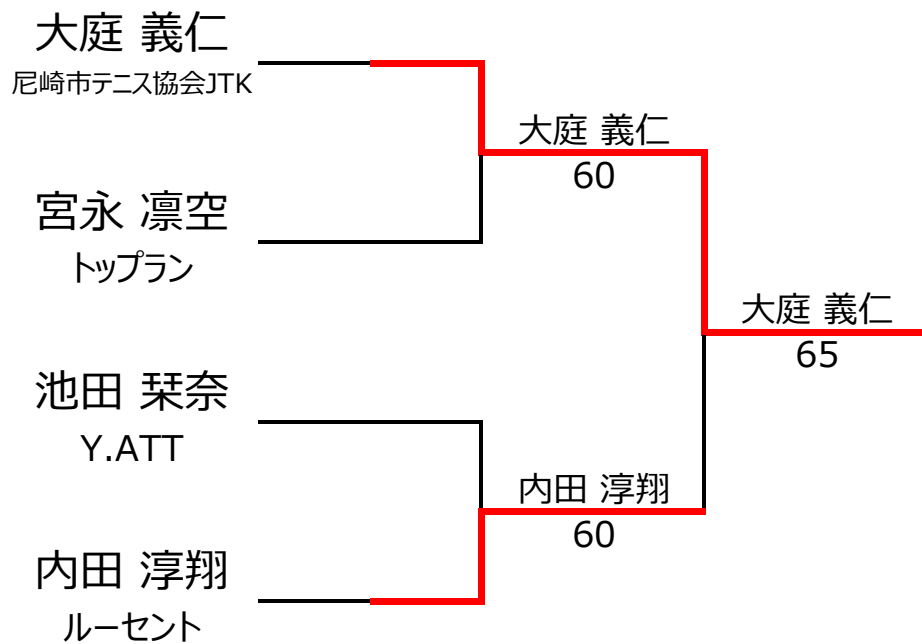 大庭 義仁
尼崎市テニス協会JTK
大庭 義仁
60
宮永 凛空
トップラン
大庭 義仁
65
池田 栞奈
Y.ATT
内田 淳翔
60
内田 淳翔
ルーセント